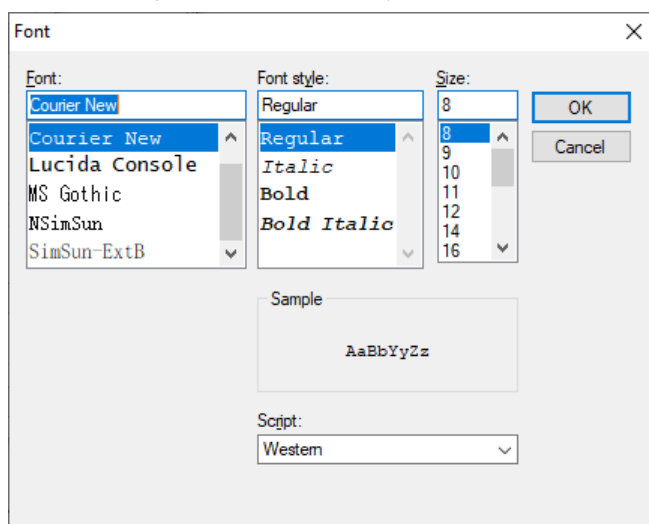 Font
Font: Font style: Size:
Courier New Regular 8
Courier New Regular 8
Lucida Console Italic 9
MS Gothic Bold 10
NSimSun Bold Italic 11
SimSun-ExtB 12
14
16
OK
Cancel
Sample
AaBbYyZz
Script:
Western